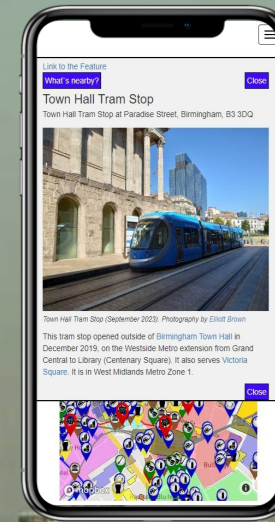 Link to the Feature
What's nearby? Close
Town Hall Tram Stop
Town Hall Tram Stop at Paradise Street, Birmingham, B3 3DQ
Town Hall Tram Stop (September 2023). Photography by Elliott Brown
This tram stop opened outside of Birmingham Town Hall in
December 2019, on the Westside Metro extension from Grand
Central to Library (Centenary Square). It also serves Victoria
Square. It is in West Midlands Metro Zone 1.
Close
mapbox